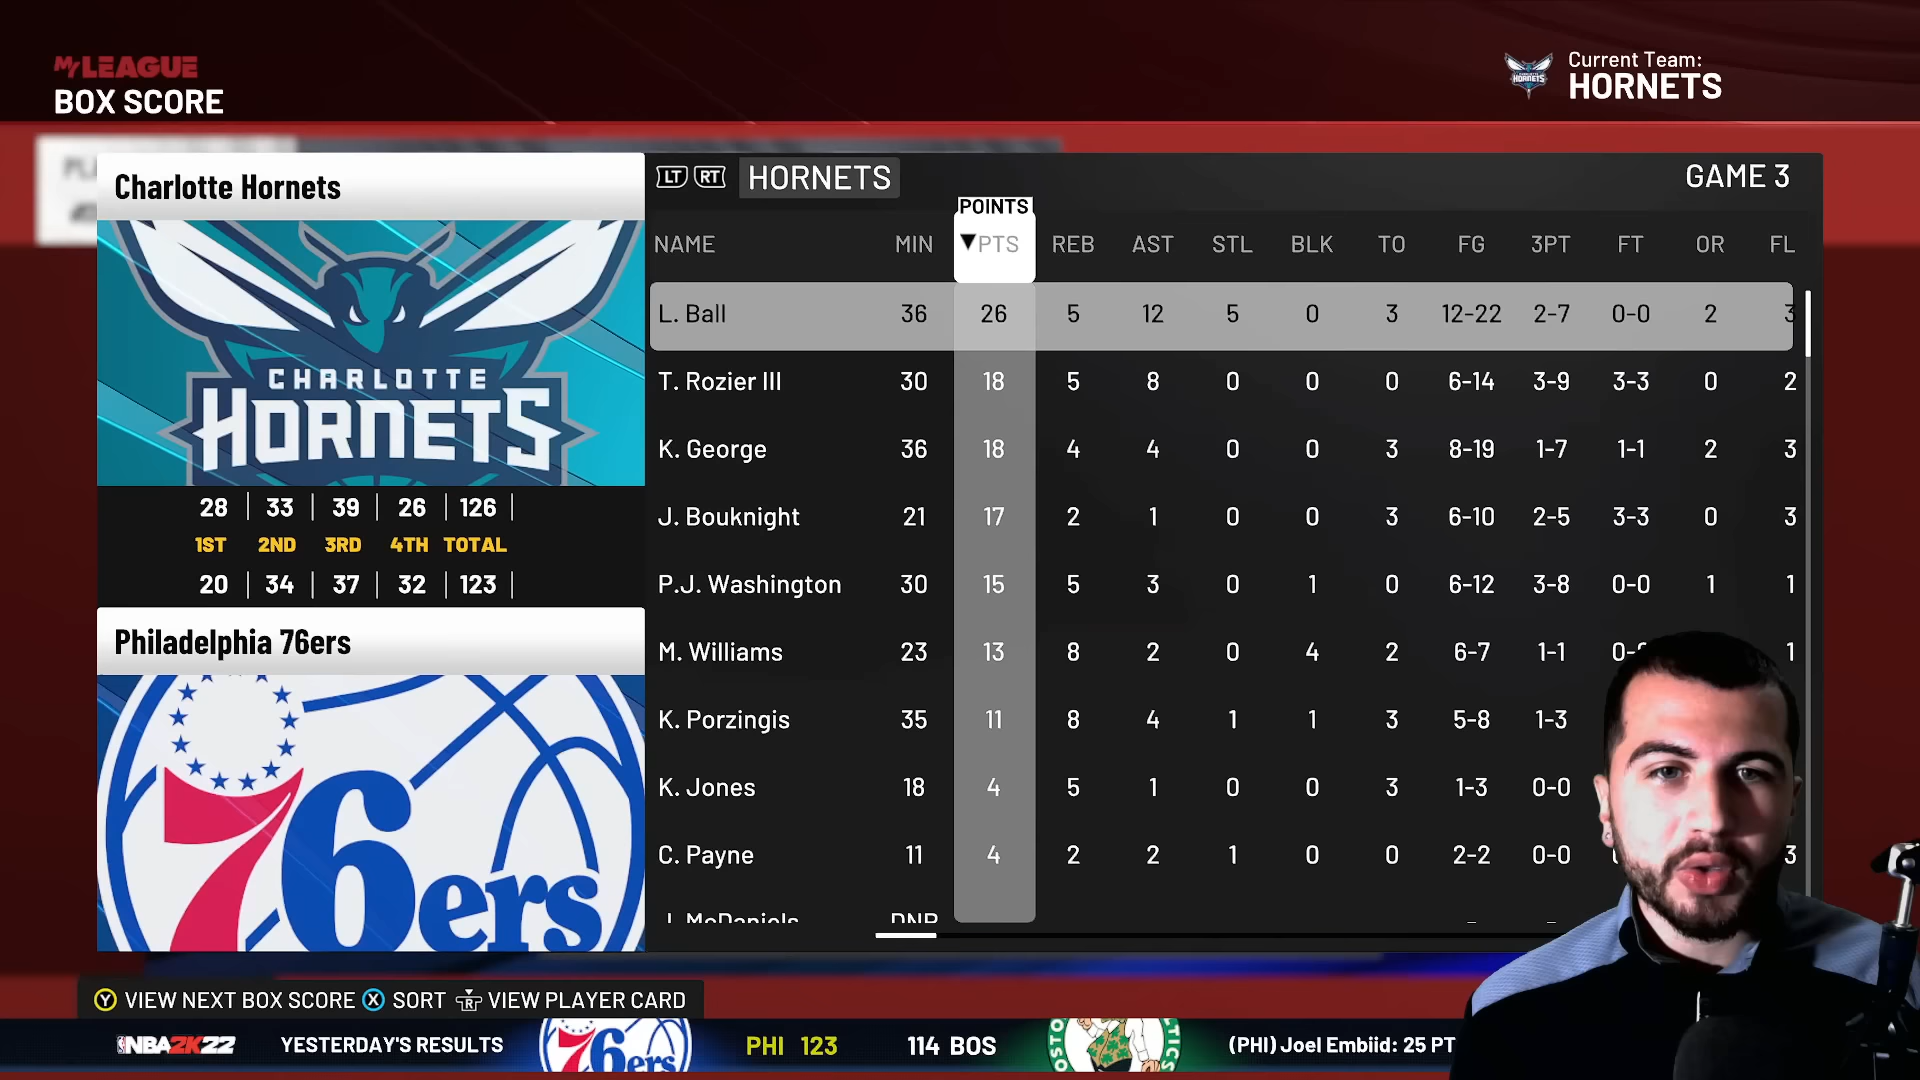 MyLEAGUE
BOX SCORE
Current Team:
HORNETS
CHARLOTTE HORNETS
Charlotte Hornets
CHARLOTTE
HORNETS
28 33 39 26 126
1ST 2ND 3RD 4TH TOTAL
20 34 37 32 123
Philadelphia 76ers
76ers
LT RT HORNETS
GAME 3
POINTS
NAME MIN ▼PTS REB AST STL BLK TO FG 3PT FT OR FL
L. Ball 36 26 5 12 5 0 3 12-22 2-7 0-0 2 3
T. Rozier III 30 18 5 8 0 0 0 6-14 3-9 3-3 0 2
K. George 36 18 4 4 0 0 3 8-19 1-7 1-1 2 3
J. Bouknight 21 17 2 1 0 0 3 6-10 2-5 3-3 0 3
P.J. Washington 30 15 5 3 0 1 0 6-12 3-8 0-0 1 1
M. Williams 23 13 8 2 0 4 2 6-7 1-1 1
K. Porzingis 35 11 8 4 1 1 3 5-8 1-3
K. Jones 18 4 5 1 0 0 3 1-3 0-0
C. Payne 11 4 2 2 1 0 0 2-2 0-0 3
J. McDaniels DNP - -
Y VIEW NEXT BOX SCORE X SORT R VIEW PLAYER CARD
NBA2K22 YESTERDAY'S RESULTS 76ers PHI 123 114 BOS (PHI) Joel Embiid: 25 PT